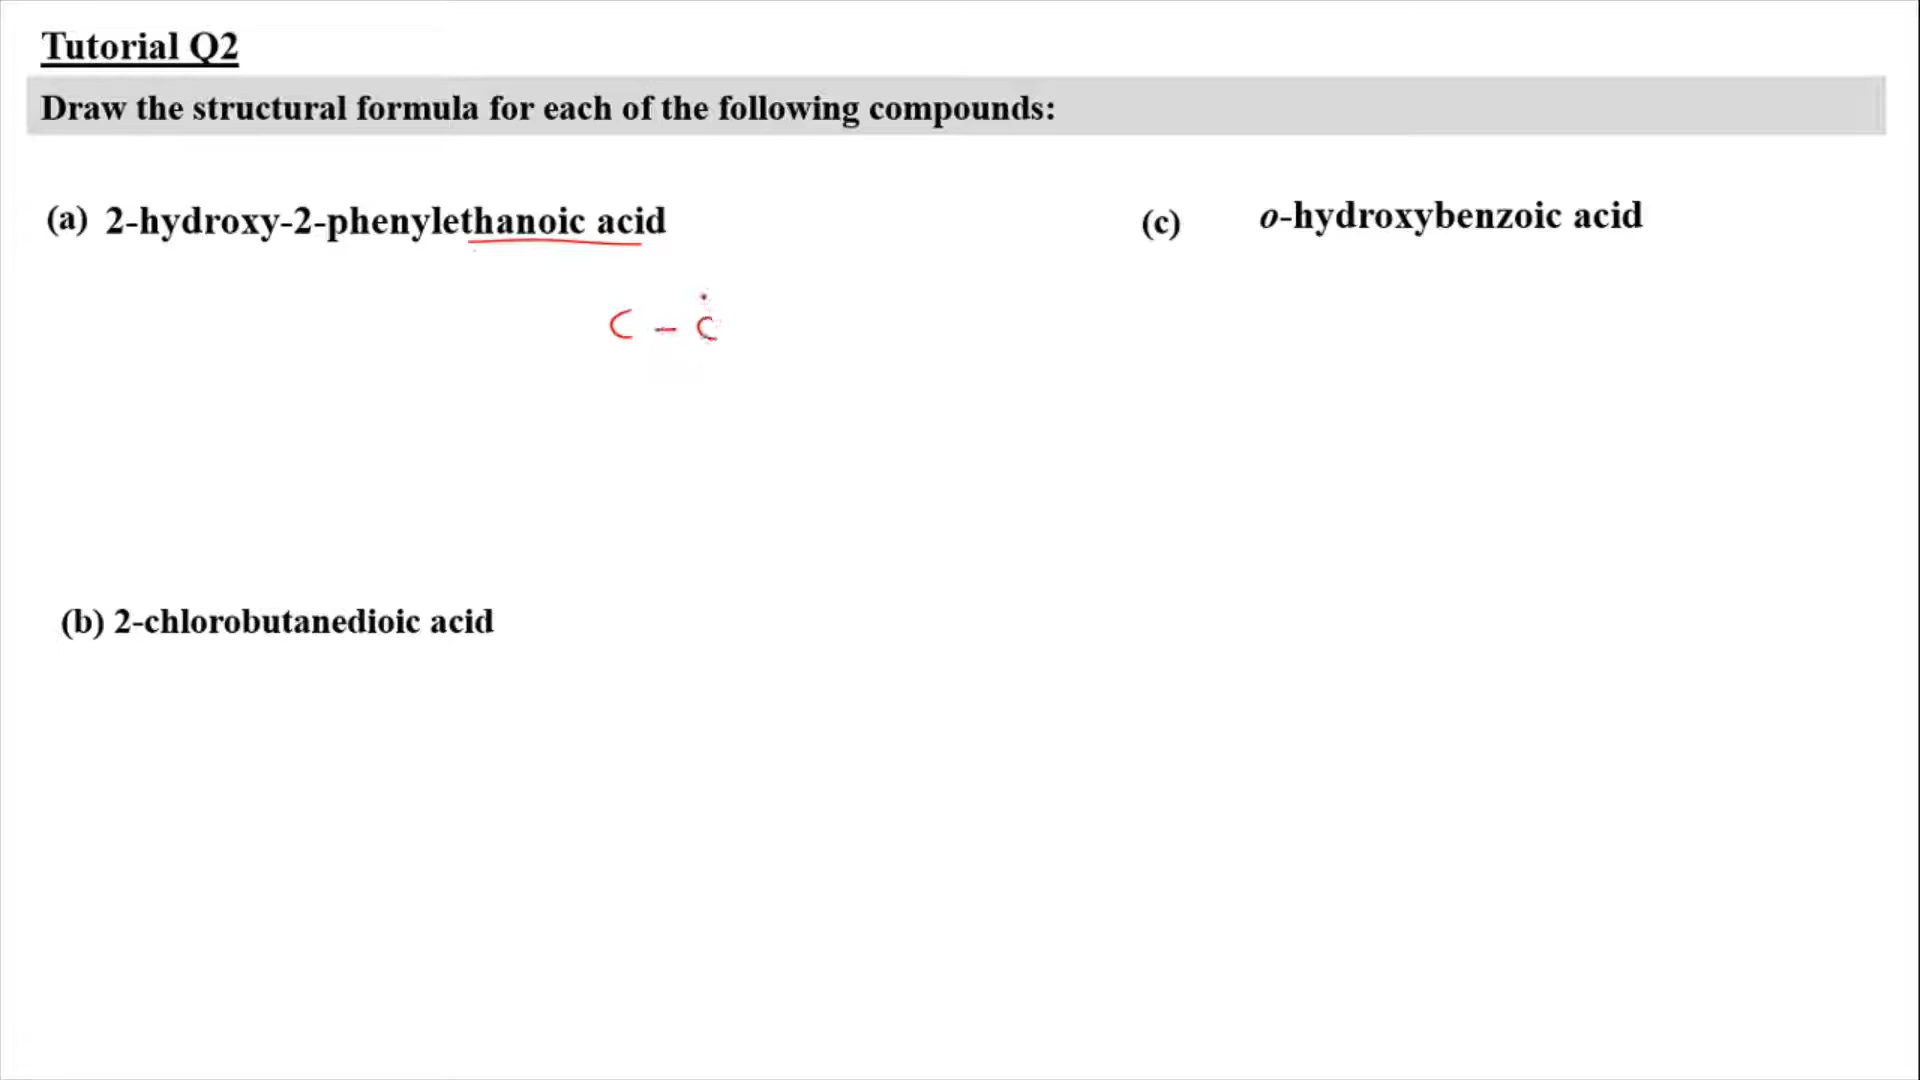 Tutorial Q2
Draw the structural formula for each of the following compounds:
(a) 2-hydroxy-2-phenylethanoic acid
C - C
(b) 2-chlorobutanedioic acid
(c) o-hydroxybenzoic acid